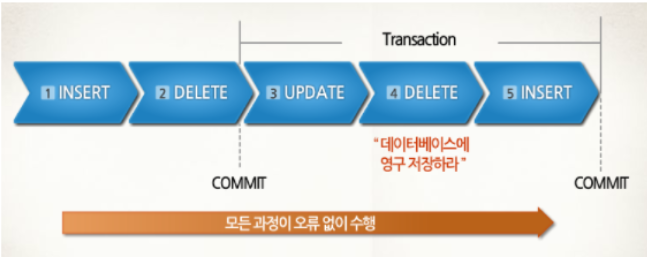 Transaction
1 INSERT
2 DELETE
3 UPDATE
4 DELETE
5 INSERT
“ 데이터베이스에
영구 저장하라 ”
COMMIT
COMMIT
모든 과정이 오류 없이 수행